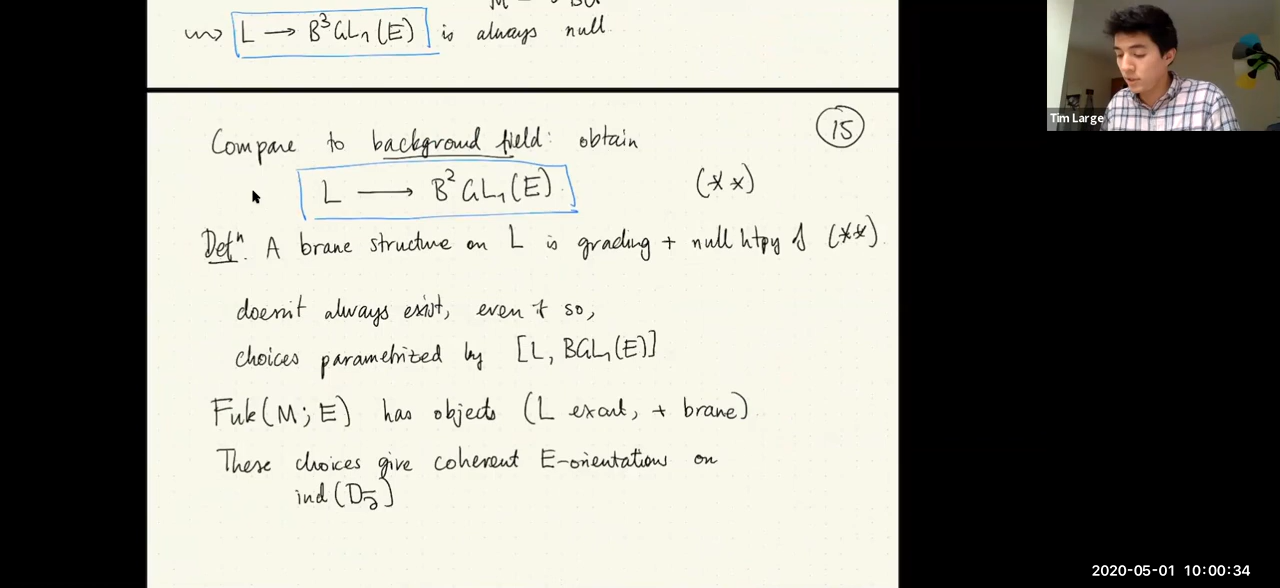 ⇝ L → B³GL₁(E) is always null.
Compare to background field: obtain
15
L → B²GL₁(E). (**)
Defⁿ: A brane structure on L is grading + null htpy of (**).
doesn't always exist, even if so,
choices parametrized by [L, BGL₁(E)]
Fuk(M; E) has objects (L exact, + brane)
These choices give coherent E-orientations on
ind(D_∂̄)
Tim Large
2020-05-01 10:00:34